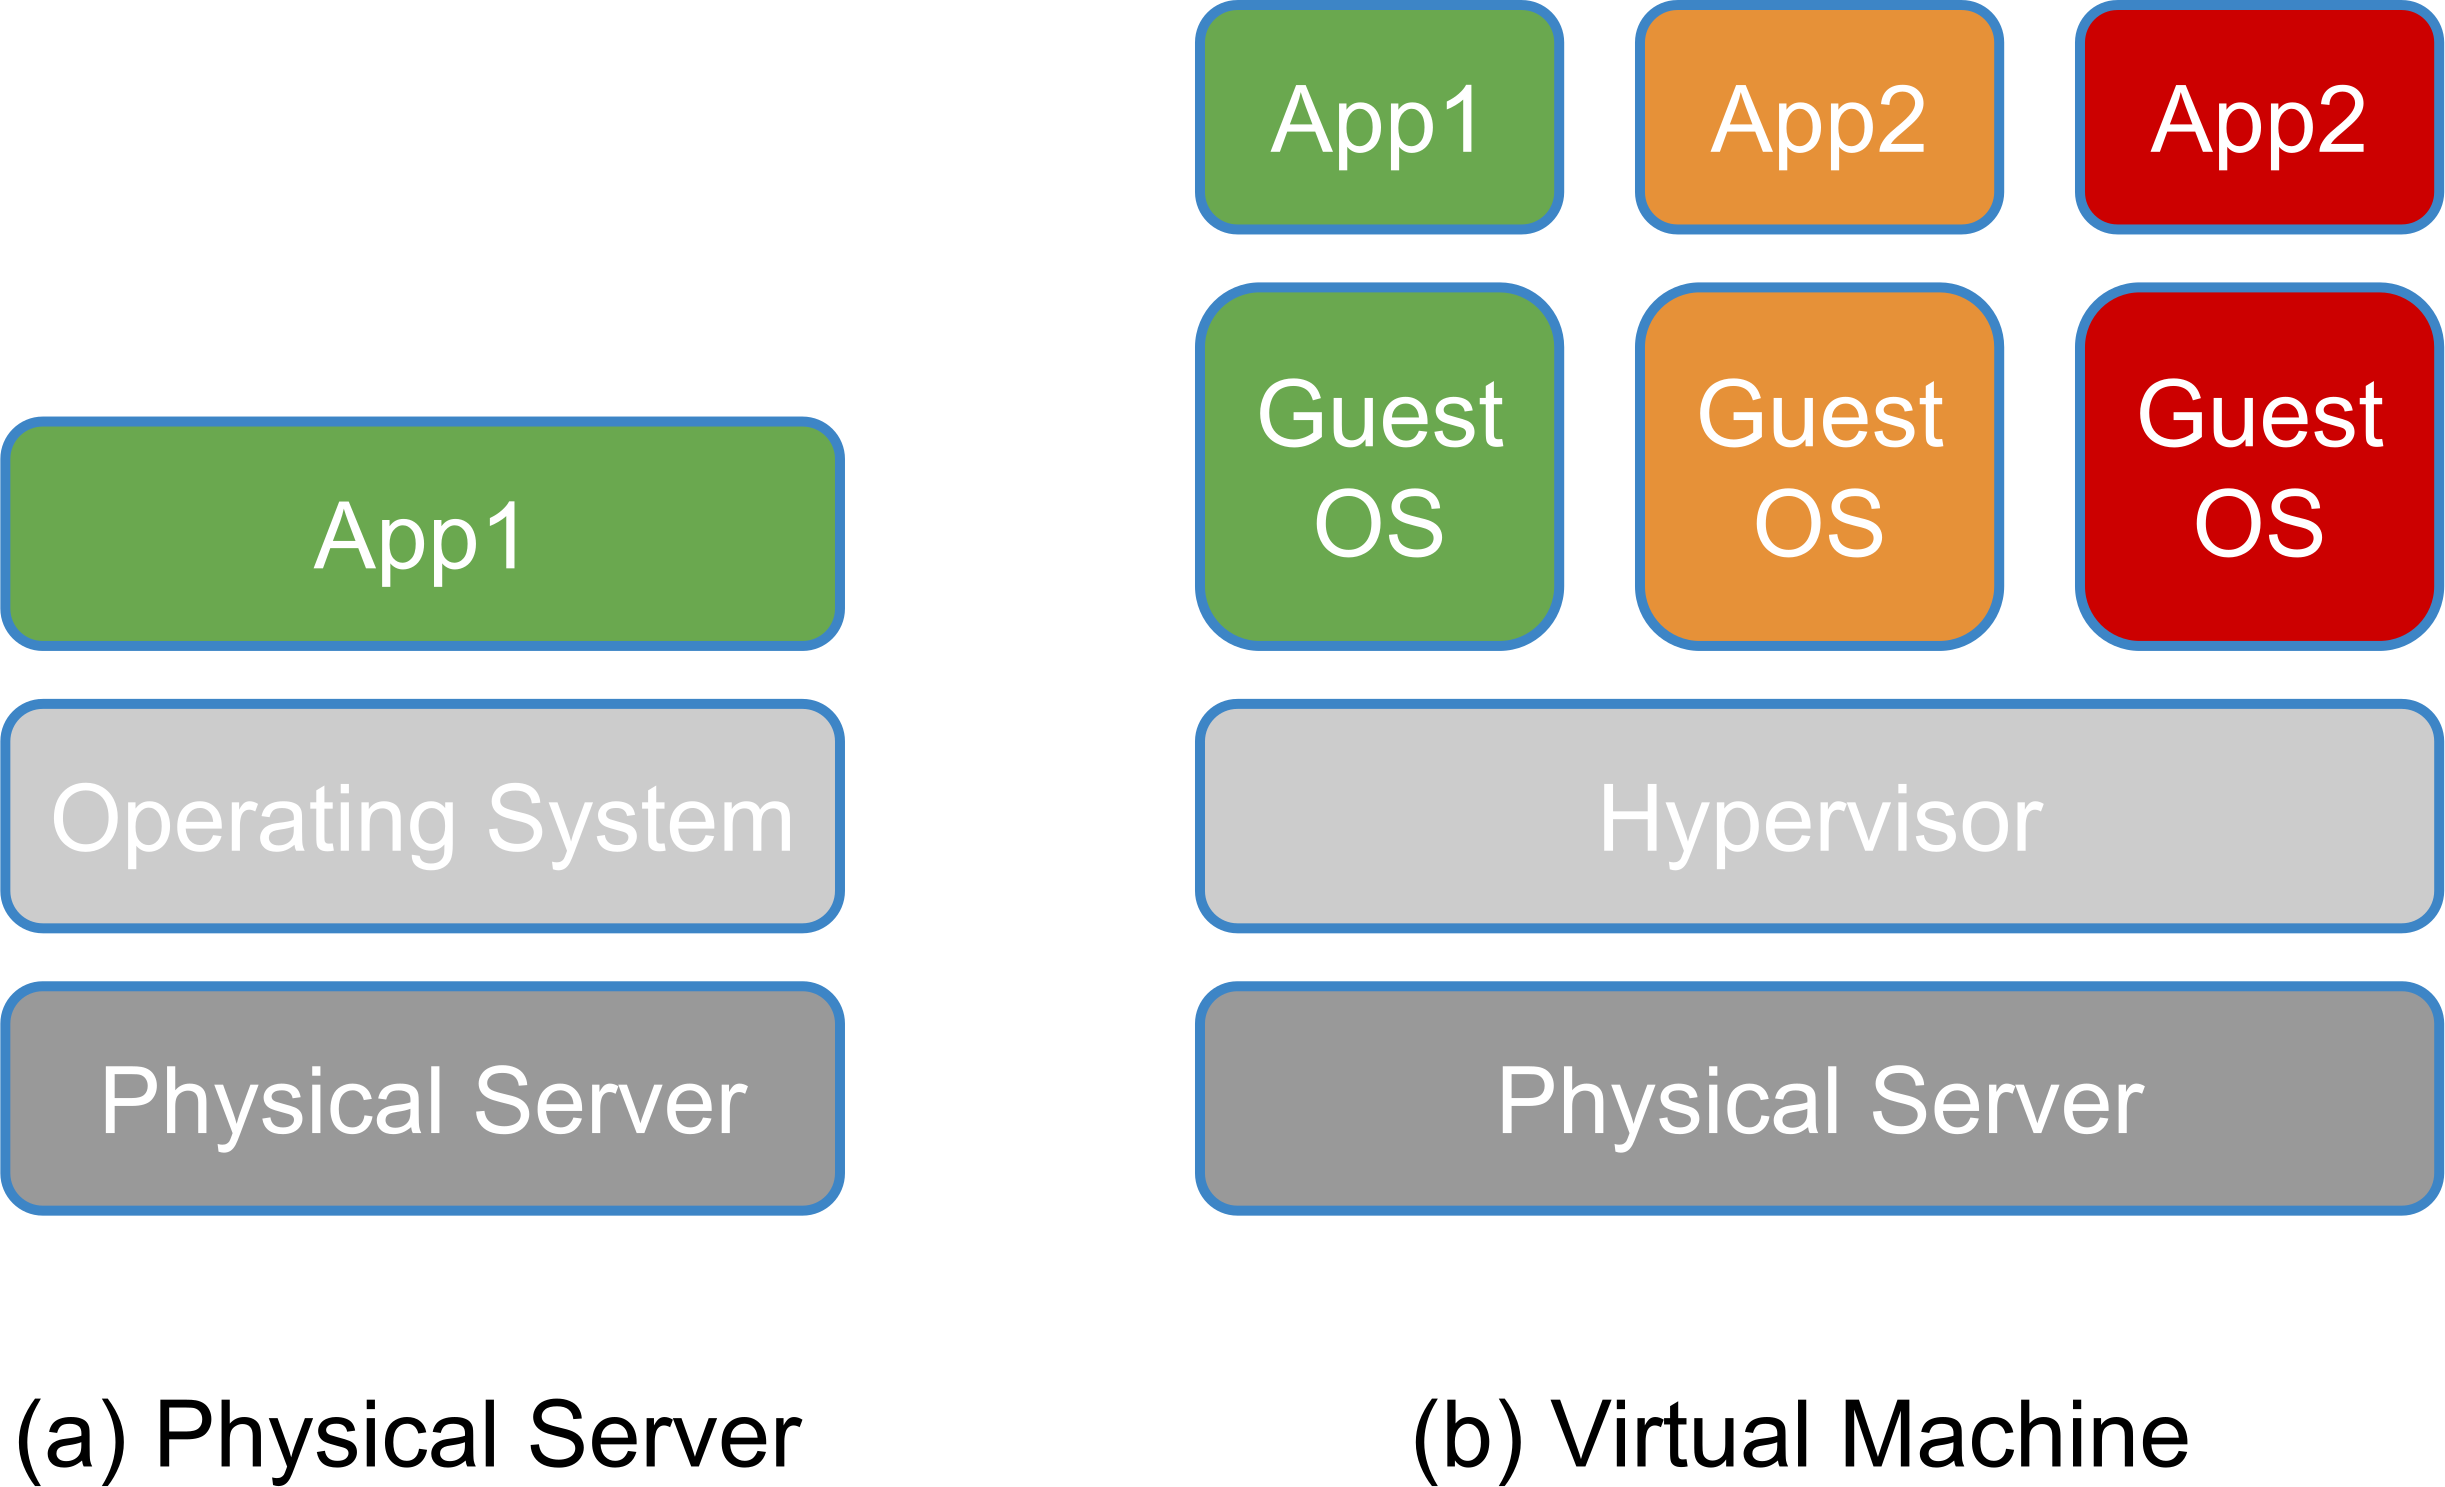 App1
Operating System
Physical Server
(a) Physical Server
App1
App2
App2
Guest
OS
Guest
OS
Guest
OS
Hypervisor
Physical Server
(b) Virtual Machine